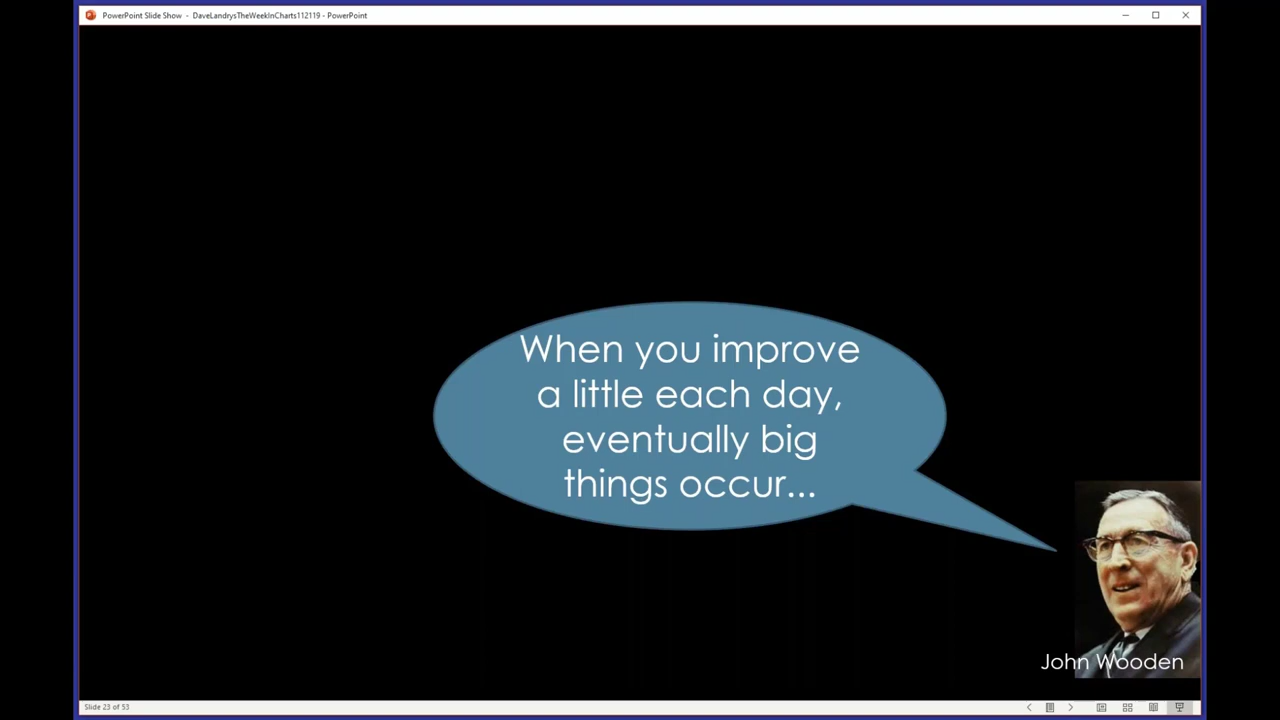 PowerPoint Slide Show - DaveLandrysTheWeekInCharts112119 - PowerPoint
When you improve
a little each day,
eventually big
things occur...
John Wooden
Slide 23 of 53